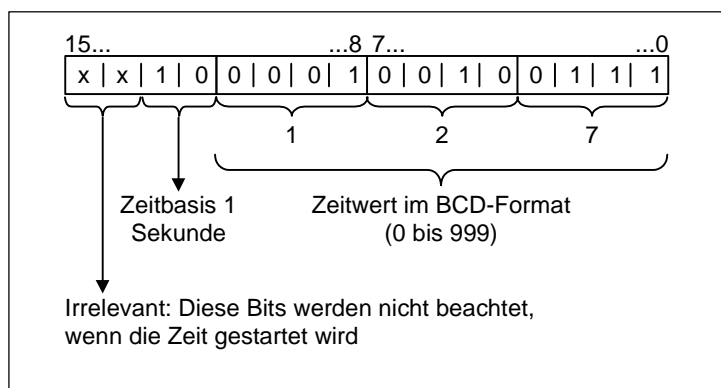 15... ...8 7... ...0
x | x | 1 | 0 | 0 | 0 | 0 | 1 | 0 | 0 | 1 | 0 | 0 | 1 | 1 | 1
1 2 7
Zeitbasis 1 Zeitwert im BCD-Format
Sekunde (0 bis 999)
Irrelevant: Diese Bits werden nicht beachtet,
wenn die Zeit gestartet wird